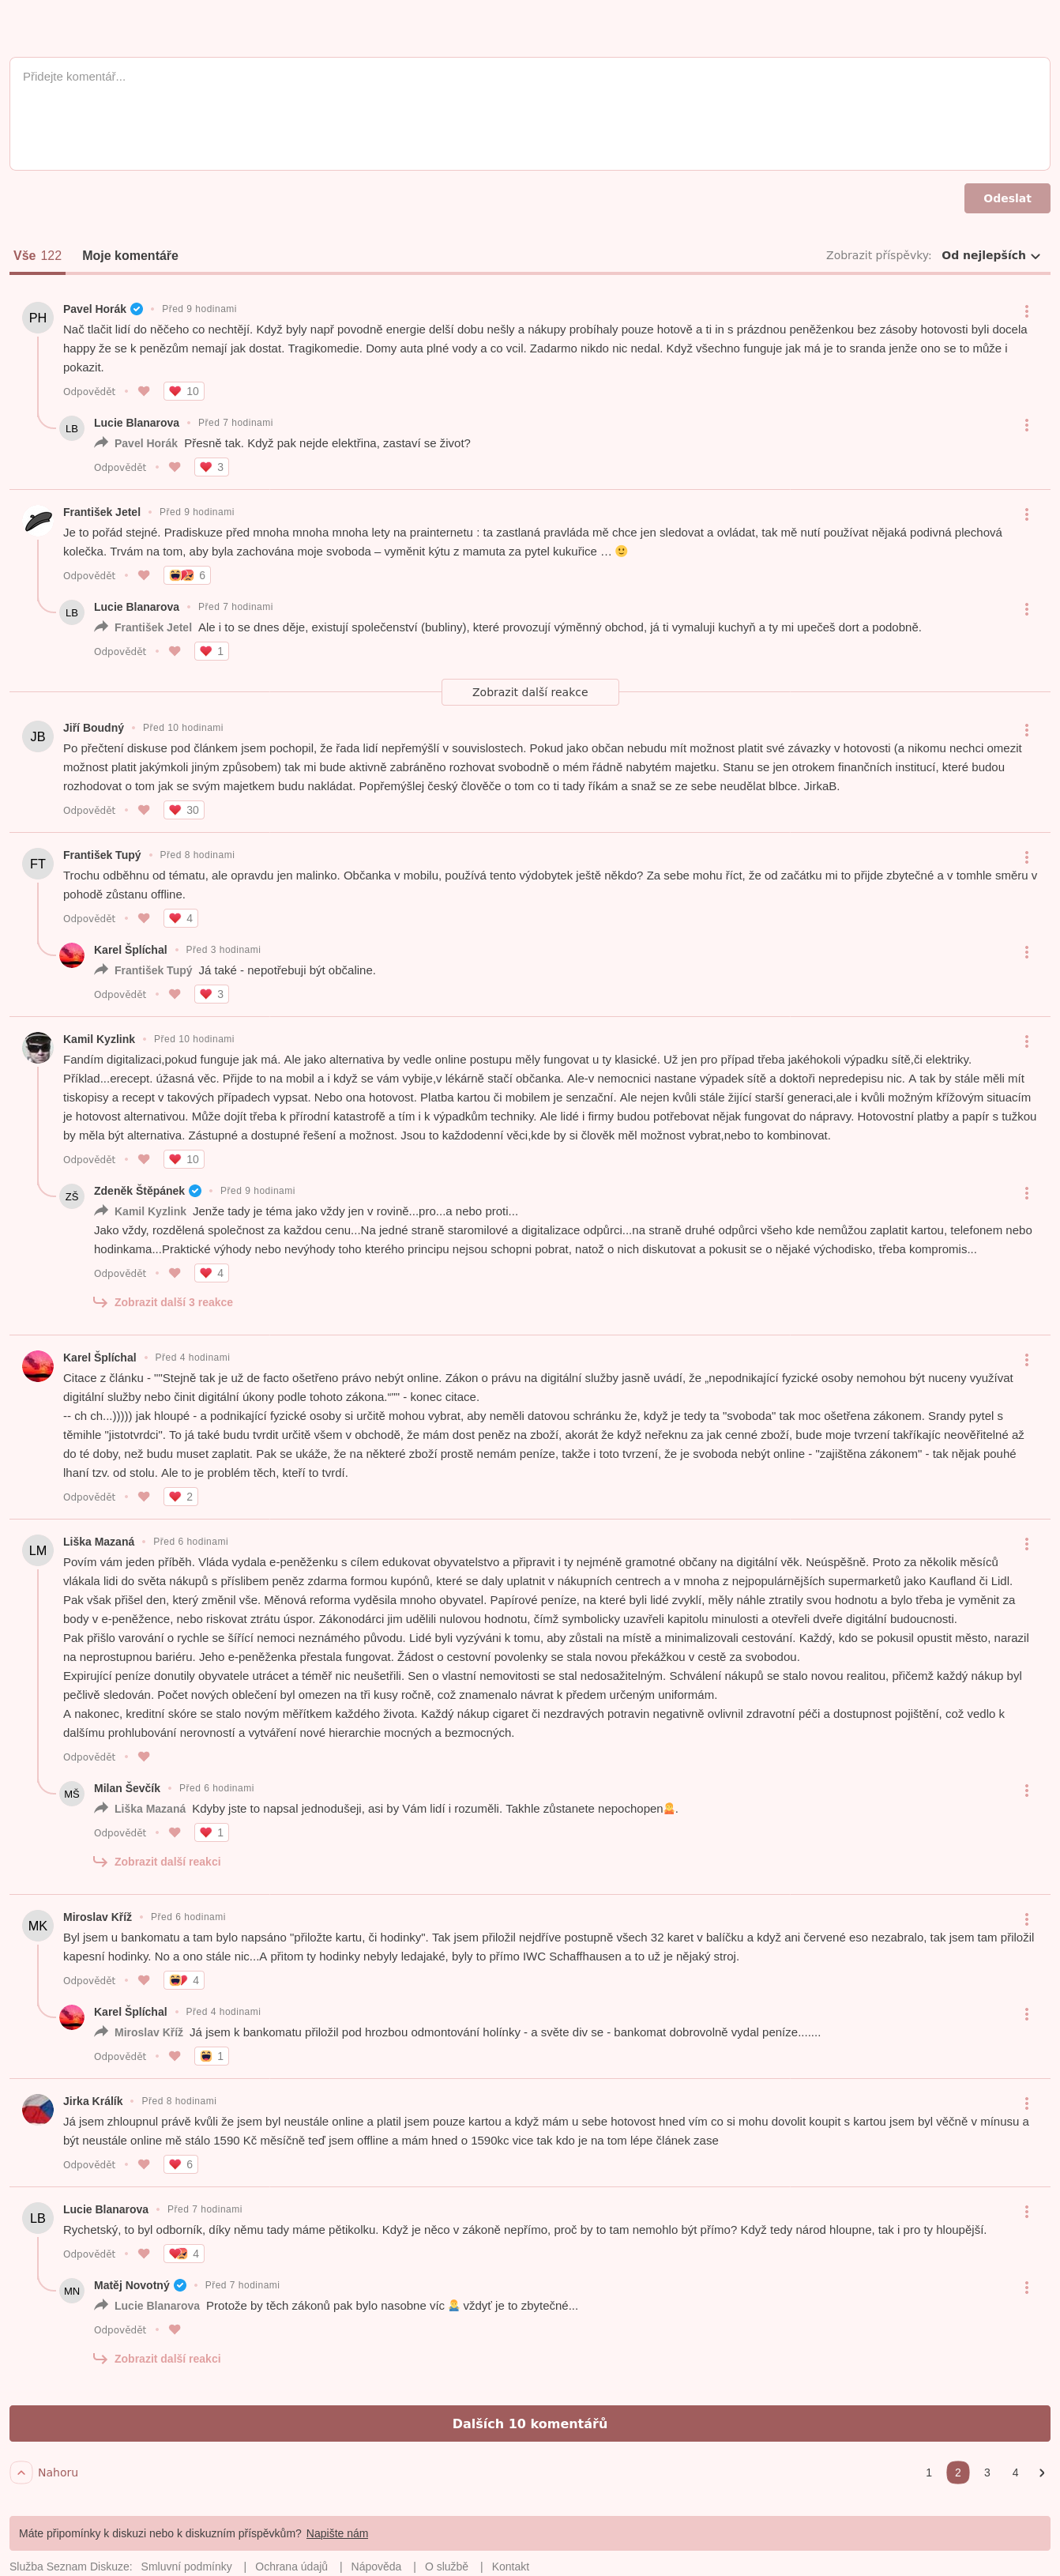 Přidejte komentář...
Odeslat
Vše 122 Moje komentáře Zobrazit příspěvky: Od nejlepších
PH
Pavel Horák • Před 9 hodinami
Nač tlačit lidí do něčeho co nechtějí. Když byly např povodně energie delší dobu nešly a nákupy probíhaly pouze hotově a ti in s prázdnou peněženkou bez zásoby hotovosti byli docela
happy že se k penězům nemají jak dostat. Tragikomedie. Domy auta plné vody a co vcil. Zadarmo nikdo nic nedal. Když všechno funguje jak má je to sranda jenže ono se to může i
pokazit.
Odpovědět • 10
LB
Lucie Blanarova • Před 7 hodinami
Pavel Horák Přesně tak. Když pak nejde elektřina, zastaví se život?
Odpovědět • 3
František Jetel • Před 9 hodinami
Je to pořád stejné. Pradiskuze před mnoha mnoha mnoha lety na prainternetu : ta zastlaná pravláda mě chce jen sledovat a ovládat, tak mě nutí používat nějaká podivná plechová
kolečka. Trvám na tom, aby byla zachována moje svoboda – vyměnit kýtu z mamuta za pytel kukuřice … 🙂
Odpovědět • 6
LB
Lucie Blanarova • Před 7 hodinami
František Jetel Ale i to se dnes děje, existují společenství (bubliny), které provozují výměnný obchod, já ti vymaluji kuchyň a ty mi upečeš dort a podobně.
Odpovědět • 1
Zobrazit další reakce
JB
Jiří Boudný • Před 10 hodinami
Po přečtení diskuse pod článkem jsem pochopil, že řada lidí nepřemýšlí v souvislostech. Pokud jako občan nebudu mít možnost platit své závazky v hotovosti (a nikomu nechci omezit
možnost platit jakýmkoli jiným způsobem) tak mi bude aktivně zabráněno rozhovat svobodně o mém řádně nabytém majetku. Stanu se jen otrokem finančních institucí, které budou
rozhodovat o tom jak se svým majetkem budu nakládat. Popřemýšlej český člověče o tom co ti tady říkám a snaž se ze sebe neudělat blbce. JirkaB.
Odpovědět • 30
FT
František Tupý • Před 8 hodinami
Trochu odběhnu od tématu, ale opravdu jen malinko. Občanka v mobilu, používá tento výdobytek ještě někdo? Za sebe mohu říct, že od začátku mi to přijde zbytečné a v tomhle směru v
pohodě zůstanu offline.
Odpovědět • 4
Karel Šplíchal • Před 3 hodinami
František Tupý Já také - nepotřebuji být občaline.
Odpovědět • 3
Kamil Kyzlink • Před 10 hodinami
Fandím digitalizaci,pokud funguje jak má. Ale jako alternativa by vedle online postupu měly fungovat u ty klasické. Už jen pro případ třeba jakéhokoli výpadku sítě,či elektriky.
Příklad...erecept. úžasná věc. Přijde to na mobil a i když se vám vybije,v lékárně stačí občanka. Ale-v nemocnici nastane výpadek sítě a doktoři nepredepisu nic. A tak by stále měli mít
tiskopisy a recept v takových případech vypsat. Nebo ona hotovost. Platba kartou či mobilem je senzační. Ale nejen kvůli stále žijící starší generaci,ale i kvůli možným křížovým situacím
je hotovost alternativou. Může dojít třeba k přírodní katastrofě a tím i k výpadkům techniky. Ale lidé i firmy budou potřebovat nějak fungovat do nápravy. Hotovostní platby a papír s tužkou
by měla být alternativa. Zástupné a dostupné řešení a možnost. Jsou to každodenní věci,kde by si člověk měl možnost vybrat,nebo to kombinovat.
Odpovědět • 10
ZŠ
Zdeněk Štěpánek • Před 9 hodinami
Kamil Kyzlink Jenže tady je téma jako vždy jen v rovině...pro...a nebo proti...
Jako vždy, rozdělená společnost za každou cenu...Na jedné straně staromilové a digitalizace odpůrci...na straně druhé odpůrci všeho kde nemůžou zaplatit kartou, telefonem nebo
hodinkama...Praktické výhody nebo nevýhody toho kterého principu nejsou schopni pobrat, natož o nich diskutovat a pokusit se o nějaké východisko, třeba kompromis...
Odpovědět • 4
Zobrazit další 3 reakce
Karel Šplíchal • Před 4 hodinami
Citace z článku - ""Stejně tak je už de facto ošetřeno právo nebýt online. Zákon o právu na digitální služby jasně uvádí, že „nepodnikající fyzické osoby nemohou být nuceny využívat
digitální služby nebo činit digitální úkony podle tohoto zákona."“" - konec citace.
-- ch ch...))))) jak hloupé - a podnikající fyzické osoby si určitě mohou vybrat, aby neměli datovou schránku že, když je tedy ta "svoboda" tak moc ošetřena zákonem. Srandy pytel s
těmihle "jistotvrdci". To já také budu tvrdit určitě všem v obchodě, že mám dost peněz na zboží, akorát že když neřeknu za jak cenné zboží, bude moje tvrzení takříkajíc neověřitelné až
do té doby, než budu muset zaplatit. Pak se ukáže, že na některé zboží prostě nemám peníze, takže i toto tvrzení, že je svoboda nebýt online - "zajištěna zákonem" - tak nějak pouhé
lhaní tzv. od stolu. Ale to je problém těch, kteří to tvrdí.
Odpovědět • 2
LM
Liška Mazaná • Před 6 hodinami
Povím vám jeden příběh. Vláda vydala e-peněženku s cílem edukovat obyvatelstvo a připravit i ty nejméně gramotné občany na digitální věk. Neúspěšně. Proto za několik měsíců
vlákala lidi do světa nákupů s příslibem peněz zdarma formou kupónů, které se daly uplatnit v nákupních centrech a v mnoha z nejpopulárnějších supermarketů jako Kaufland či Lidl.
Pak však přišel den, který změnil vše. Měnová reforma vyděsila mnoho obyvatel. Papírové peníze, na které byli lidé zvyklí, měly náhle ztratily svou hodnotu a bylo třeba je vyměnit za
body v e-peněžence, nebo riskovat ztrátu úspor. Zákonodárci jim udělili nulovou hodnotu, čímž symbolicky uzavřeli kapitolu minulosti a otevřeli dveře digitální budoucnosti.
Pak přišlo varování o rychle se šířící nemoci neznámého původu. Lidé byli vyzýváni k tomu, aby zůstali na místě a minimalizovali cestování. Každý, kdo se pokusil opustit město, narazil
na neprostupnou bariéru. Jeho e-peněženka přestala fungovat. Žádost o cestovní povolenky se stala novou překážkou v cestě za svobodou.
Expirující peníze donutily obyvatele utrácet a téměř nic neušetřili. Sen o vlastní nemovitosti se stal nedosažitelným. Schválení nákupů se stalo novou realitou, přičemž každý nákup byl
pečlivě sledován. Počet nových oblečení byl omezen na tři kusy ročně, což znamenalo návrat k předem určeným uniformám.
A nakonec, kreditní skóre se stalo novým měřítkem každého života. Každý nákup cigaret či nezdravých potravin negativně ovlivnil zdravotní péči a dostupnost pojištění, což vedlo k
dalšímu prohlubování nerovností a vytváření nové hierarchie mocných a bezmocných.
Odpovědět •
MŠ
Milan Ševčík • Před 6 hodinami
Liška Mazaná Kdyby jste to napsal jednodušeji, asi by Vám lidí i rozuměli. Takhle zůstanete nepochopen🤷.
Odpovědět • 1
Zobrazit další reakci
MK
Miroslav Kříž • Před 6 hodinami
Byl jsem u bankomatu a tam bylo napsáno "přiložte kartu, či hodinky". Tak jsem přiložil nejdříve postupně všech 32 karet v balíčku a když ani červené eso nezabralo, tak jsem tam přiložil
kapesní hodinky. No a ono stále nic...A přitom ty hodinky nebyly ledajaké, byly to přímo IWC Schaffhausen a to už je nějaký stroj.
Odpovědět • 4
Karel Šplíchal • Před 4 hodinami
Miroslav Kříž Já jsem k bankomatu přiložil pod hrozbou odmontování holínky - a světe div se - bankomat dobrovolně vydal peníze.......
Odpovědět • 1
Jirka Králík • Před 8 hodinami
Já jsem zhloupnul právě kvůli že jsem byl neustále online a platil jsem pouze kartou a když mám u sebe hotovost hned vím co si mohu dovolit koupit s kartou jsem byl věčně v mínusu a
být neustále online mě stálo 1590 Kč měsíčně teď jsem offline a mám hned o 1590kc vice tak kdo je na tom lépe článek zase
Odpovědět • 6
LB
Lucie Blanarova • Před 7 hodinami
Rychetský, to byl odborník, díky němu tady máme pětikolku. Když je něco v zákoně nepřímo, proč by to tam nemohlo být přímo? Když tedy národ hloupne, tak i pro ty hloupější.
Odpovědět • 4
MN
Matěj Novotný • Před 7 hodinami
Lucie Blanarova Protože by těch zákonů pak bylo nasobne víc 🤷‍♂️ vždyť je to zbytečné...
Odpovědět •
Zobrazit další reakci
Dalších 10 komentářů
Nahoru 1 2 3 4
Máte připomínky k diskuzi nebo k diskuzním příspěvkům? Napište nám
Služba Seznam Diskuze: Smluvní podmínky | Ochrana údajů | Nápověda | O službě | Kontakt